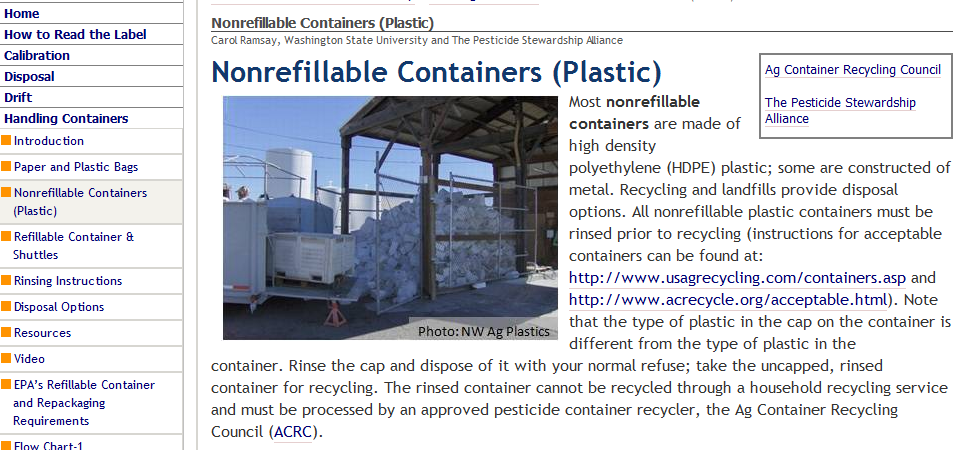 Home
How to Read the Label
Calibration
Disposal
Drift
Handling Containers
Introduction
Paper and Plastic Bags
Nonrefillable Containers
(Plastic)
Refillable Container &
Shuttles
Rinsing Instructions
Disposal Options
Resources
Video
EPA's Refillable Container
and Repackaging
Requirements
Flow Chart-1
Nonrefillable Containers (Plastic)
Carol Ramsay, Washington State University and The Pesticide Stewardship Alliance
Nonrefillable Containers (Plastic)
Ag Container Recycling Council
The Pesticide Stewardship
Alliance
Photo: NW Ag Plastics
Most nonrefillable
containers are made of
high density
polyethylene (HDPE) plastic; some are constructed of
metal. Recycling and landfills provide disposal
options. All nonrefillable plastic containers must be
rinsed prior to recycling (instructions for acceptable
containers can be found at:
http://www.usagrecycling.com/containers.asp and
http://www.acrecycle.org/acceptable.html). Note
that the type of plastic in the cap on the container is
different from the type of plastic in the
container. Rinse the cap and dispose of it with your normal refuse; take the uncapped, rinsed
container for recycling. The rinsed container cannot be recycled through a household recycling service
and must be processed by an approved pesticide container recycler, the Ag Container Recycling
Council (ACRC).